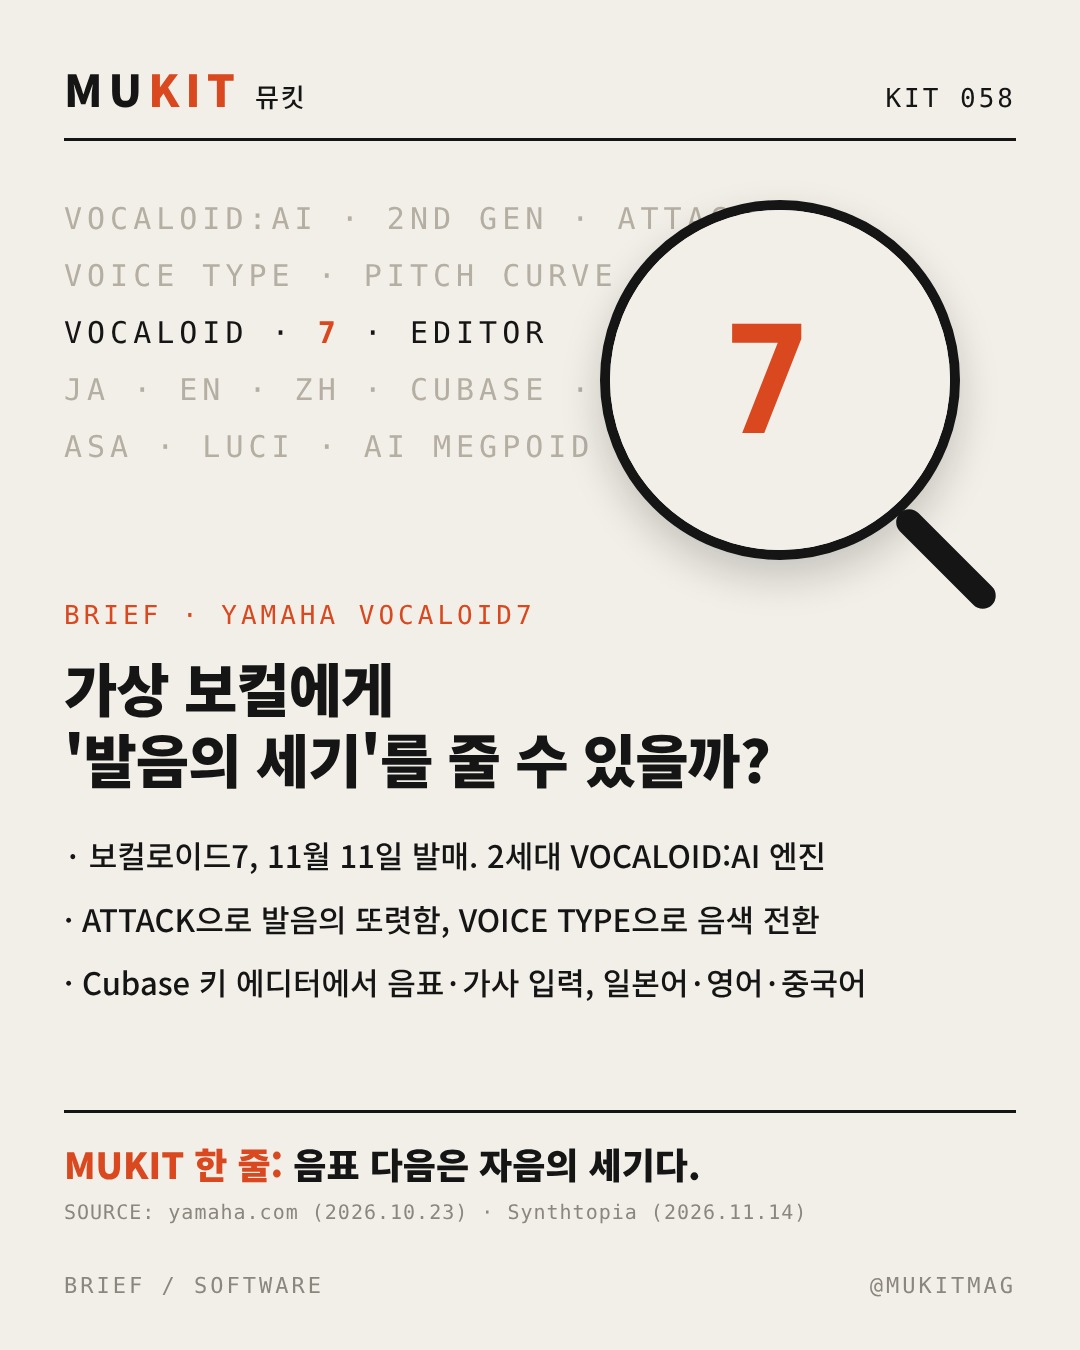 MUKIT 뮤킷
KIT 058
VOCALOID:AI · 2ND GEN ·
VOICE TYPE · PITCH CURVE
VOCALOID · 7 · EDITOR
JA · EN · ZH · CUBASE ·
ASA · LUCI · AI MEGPOID
7
BRIEF · YAMAHA VOCALOID7
가상 보컬에게
'발음의 세기'를 줄 수 있을까?
· 보컬로이드7, 11월 11일 발매. 2세대 VOCALOID:AI 엔진
· ATTACK으로 발음의 또렷함, VOICE TYPE으로 음색 전환
· Cubase 키 에디터에서 음표·가사 입력, 일본어·영어·중국어
MUKIT 한 줄: 음표 다음은 자음의 세기다.
SOURCE: yamaha.com (2026.10.23) · Synthtopia (2026.11.14)
BRIEF / SOFTWARE
@MUKITMAG